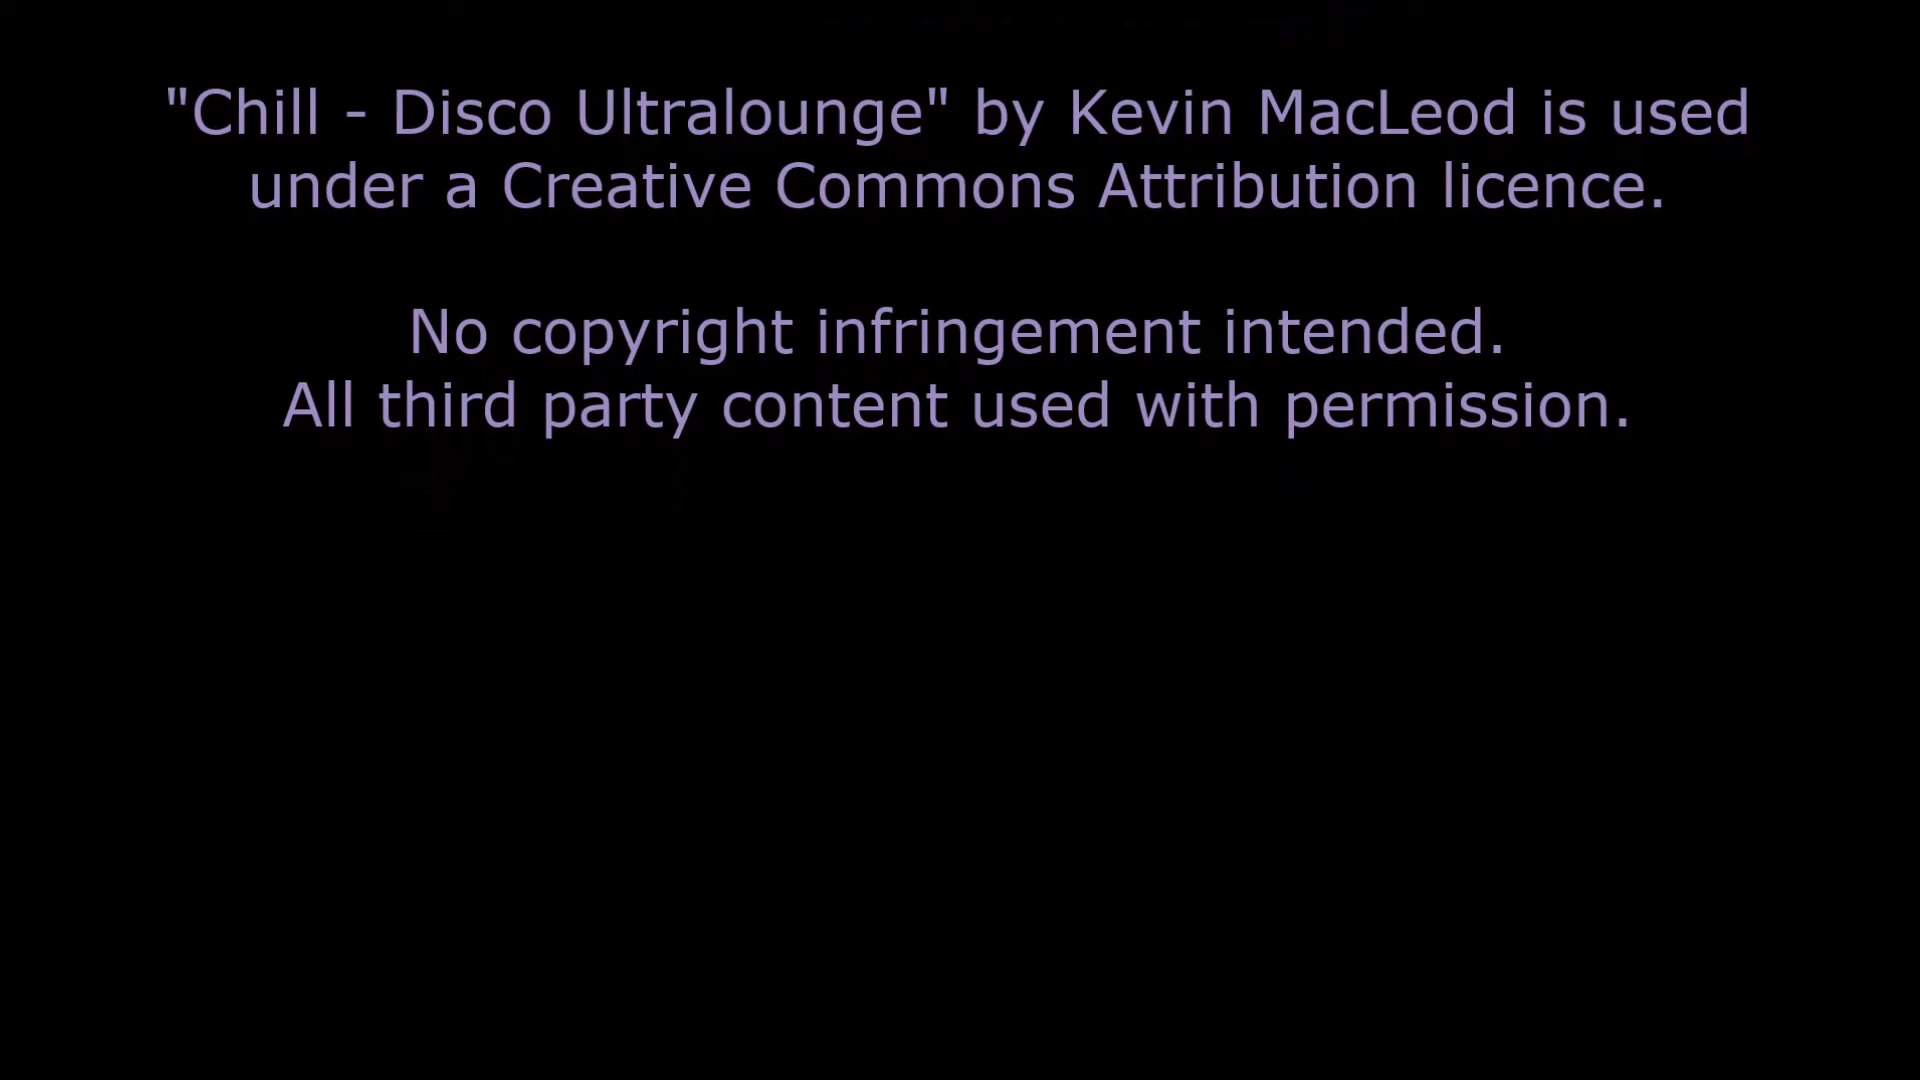 "Chill - Disco Ultralounge" by Kevin MacLeod is used
under a Creative Commons Attribution licence.
No copyright infringement intended.
All third party content used with permission.